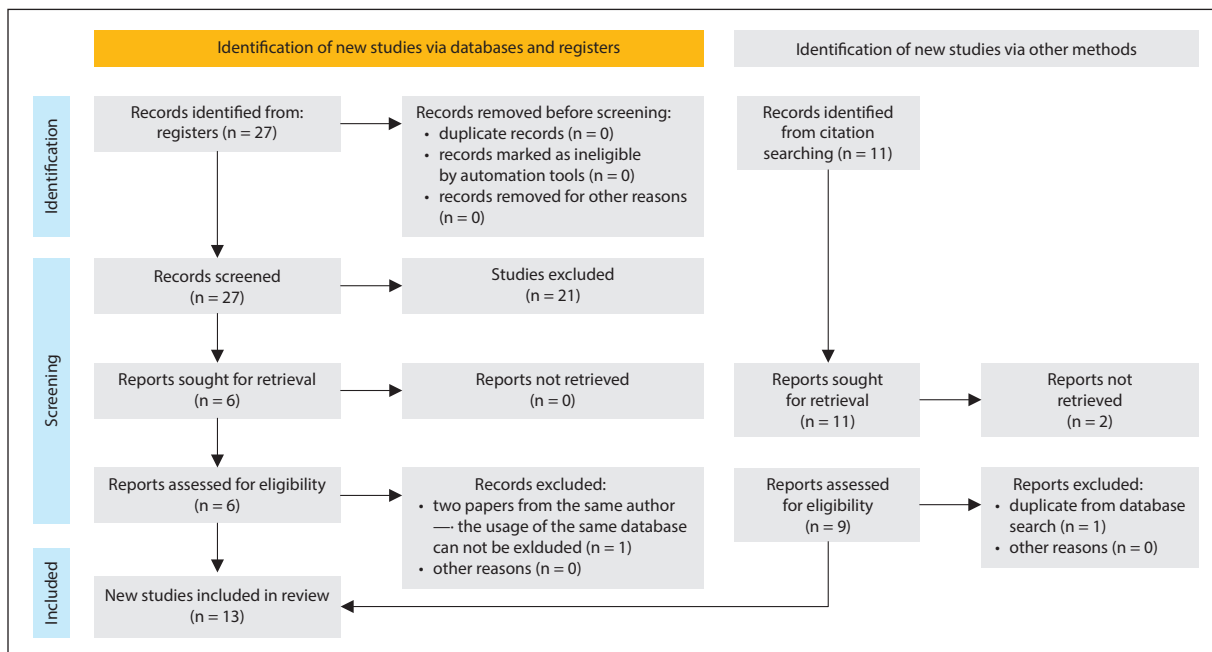 Identification of new studies via databases and registers
Identification of new studies via other methods
Identification
Records identified from:
registers (n = 27)
Records removed before screening:
• duplicate records (n = 0)
• records marked as ineligible
by automation tools (n = 0)
• records removed for other reasons
(n = 0)
Records identified
from citation
searching (n = 11)
Screening
Records screened
(n = 27)
Studies excluded
(n = 21)
Reports sought for retrieval
(n = 6)
Reports not retrieved
(n = 0)
Reports sought
for retrieval
(n = 11)
Reports not
retrieved
(n = 2)
Reports assessed for eligibility
(n = 6)
Records excluded:
• two papers from the same author
—· the usage of the same database
can not be exlduded (n = 1)
• other reasons (n = 0)
Reports assessed
for eligibility
(n = 9)
Reports excluded:
• duplicate from database
search (n = 1)
• other reasons (n = 0)
Included
New studies included in review
(n = 13)